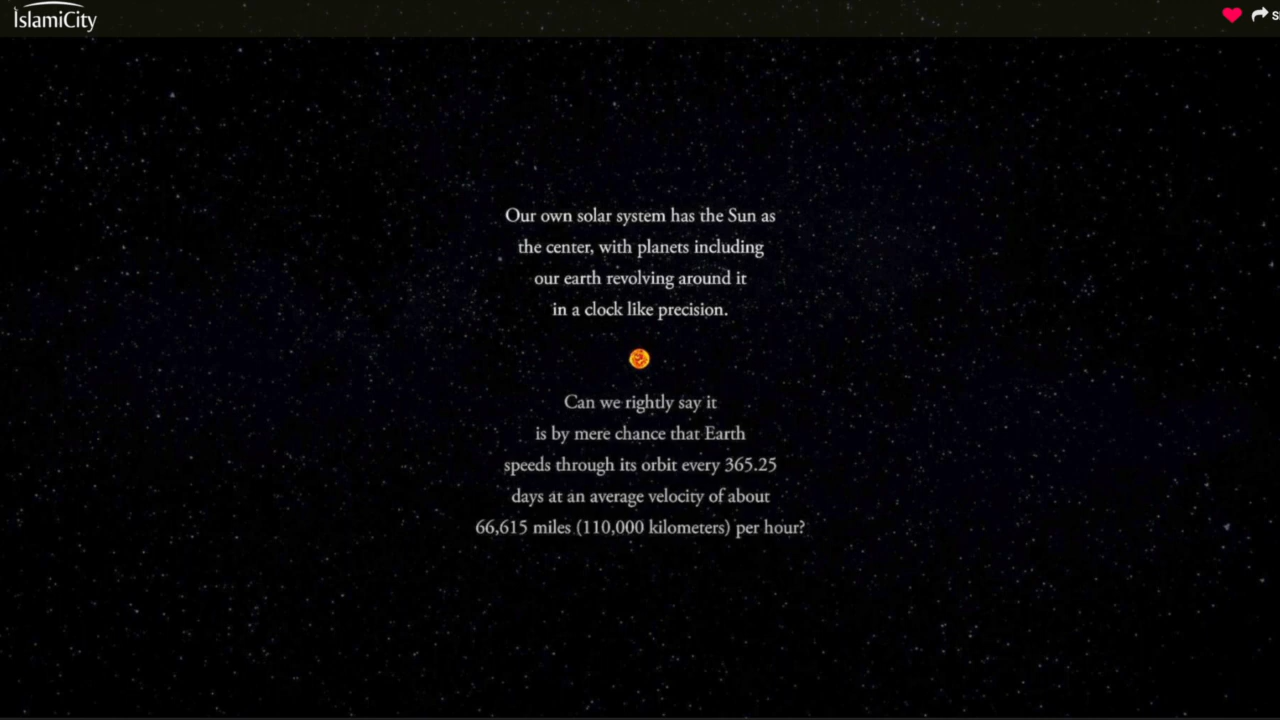 IslamiCity
Our own solar system has the Sun as
the center, with planets including
our earth revolving around it
in a clock like precision.
Can we rightly say it
is by mere chance that Earth
speeds through its orbit every 365.25
days at an average velocity of about
66,615 miles (110,000 kilometers) per hour?